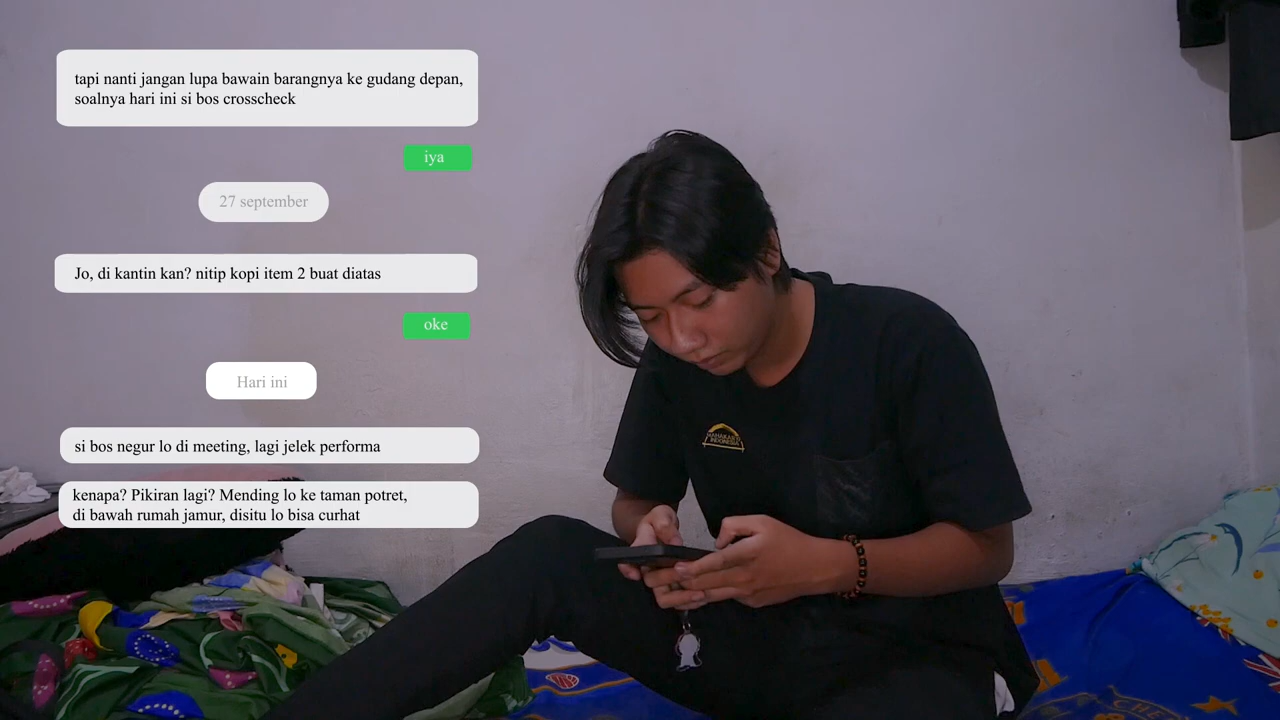 tapi nanti jangan lupa bawain barangnya ke gudang depan,
soalnya hari ini si bos crosscheck
iya
27 september
Jo, di kantin kan? nitip kopi item 2 buat diatas
oke
Hari ini
si bos negur lo di meeting, lagi jelek performa
kenapa? Pikiran lagi? Mending lo ke taman potret,
di bawah rumah jamur, disitu lo bisa curhat
INDONESIA